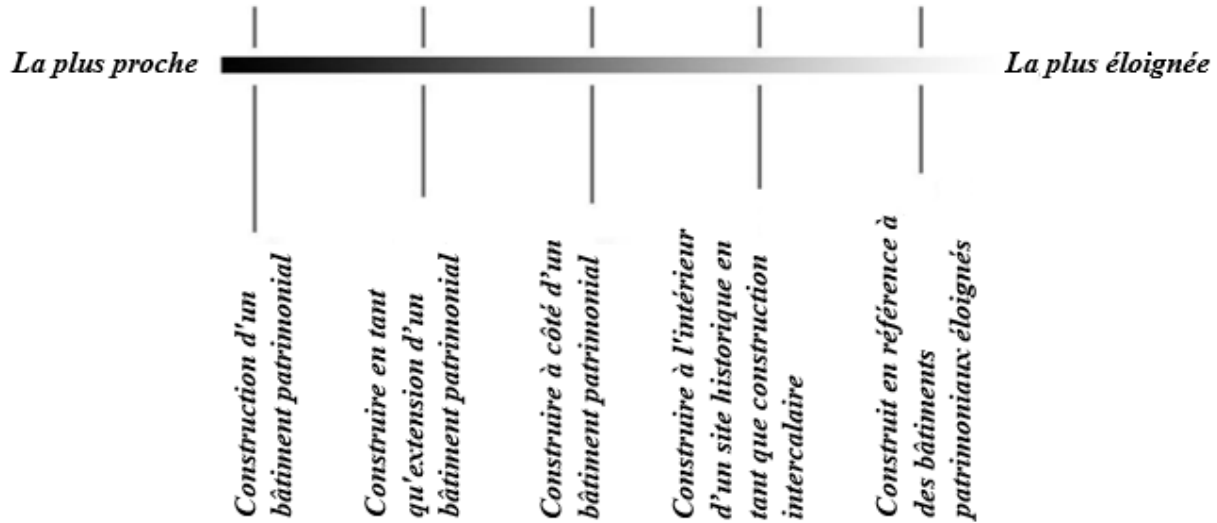 La plus proche
La plus éloignée
Construction d'un
bâtiment patrimonial
Construire en tant
qu'extension d’un
bâtiment patrimonial
Construire à côté d’un
bâtiment patrimonial
Construire à l'intérieur
d’un site historique en
tant que construction
intercalaire
Construit en référence à
des bâtiments
patrimoniaux éloignés